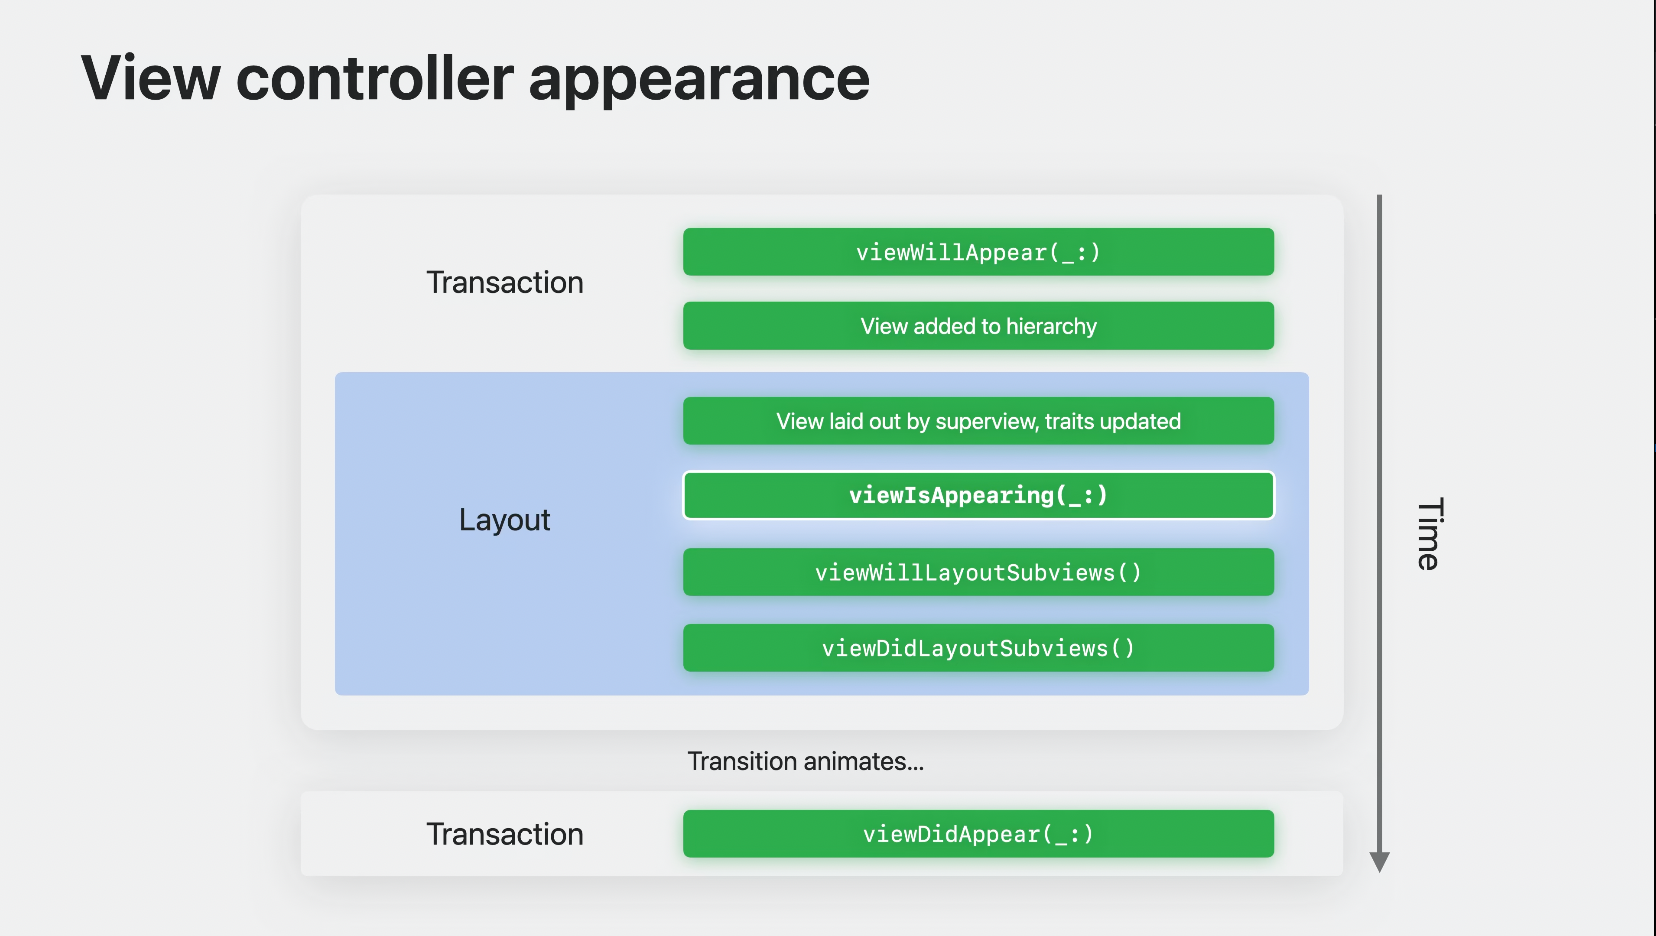 View controller appearance
Transaction
viewWillAppear(_:)
View added to hierarchy
Layout
View laid out by superview, traits updated
viewIsAppearing(_:)
viewWillLayoutSubviews()
viewDidLayoutSubviews()
Transition animates...
Transaction
viewDidAppear(_:)
Time